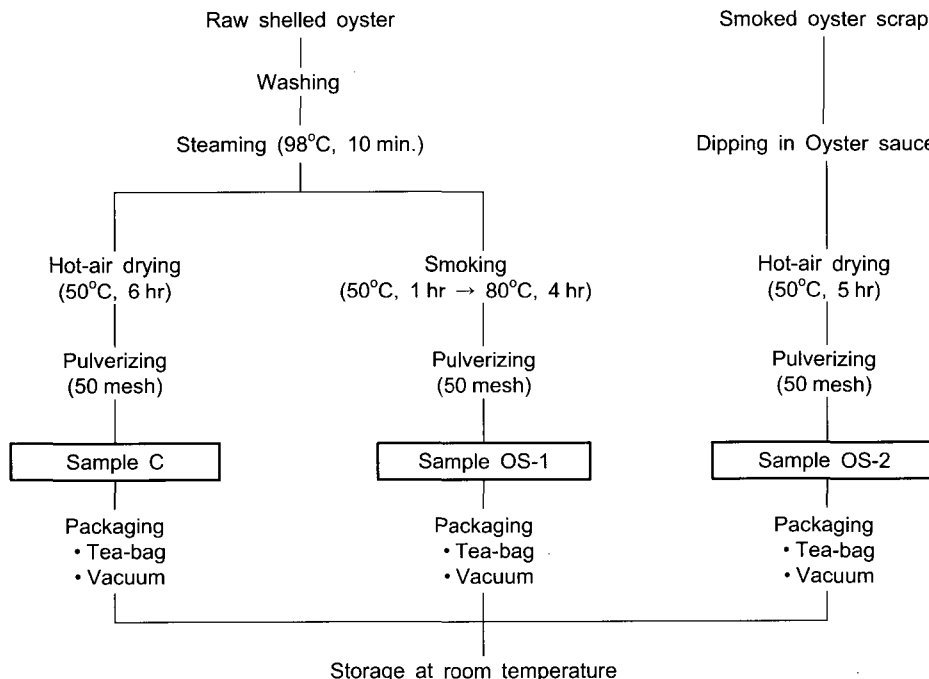 Raw shelled oyster
Smoked oyster scrap
Washing
Steaming (98°C, 10 min.)
Dipping in Oyster sauce
Hot-air drying
(50°C, 6 hr)
Smoking
(50°C, 1 hr → 80°C, 4 hr)
Hot-air drying
(50°C, 5 hr)
Pulverizing
(50 mesh)
Pulverizing
(50 mesh)
Pulverizing
(50 mesh)
Sample C
Sample OS-1
Sample OS-2
Packaging
• Tea-bag
• Vacuum
Packaging
• Tea-bag
• Vacuum
Packaging
• Tea-bag
• Vacuum
Storage at room temperature